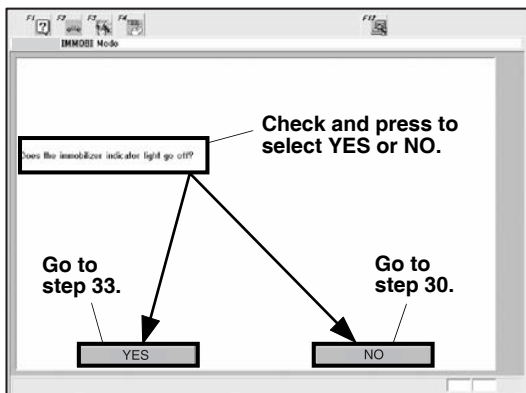 F1 F2 F3 F4 F12
?
IMMOBI Mode
Check and press to
select YES or NO.
Does the immobilizer indicator light go off?
Go to
step 33.
Go to
step 30.
YES
NO